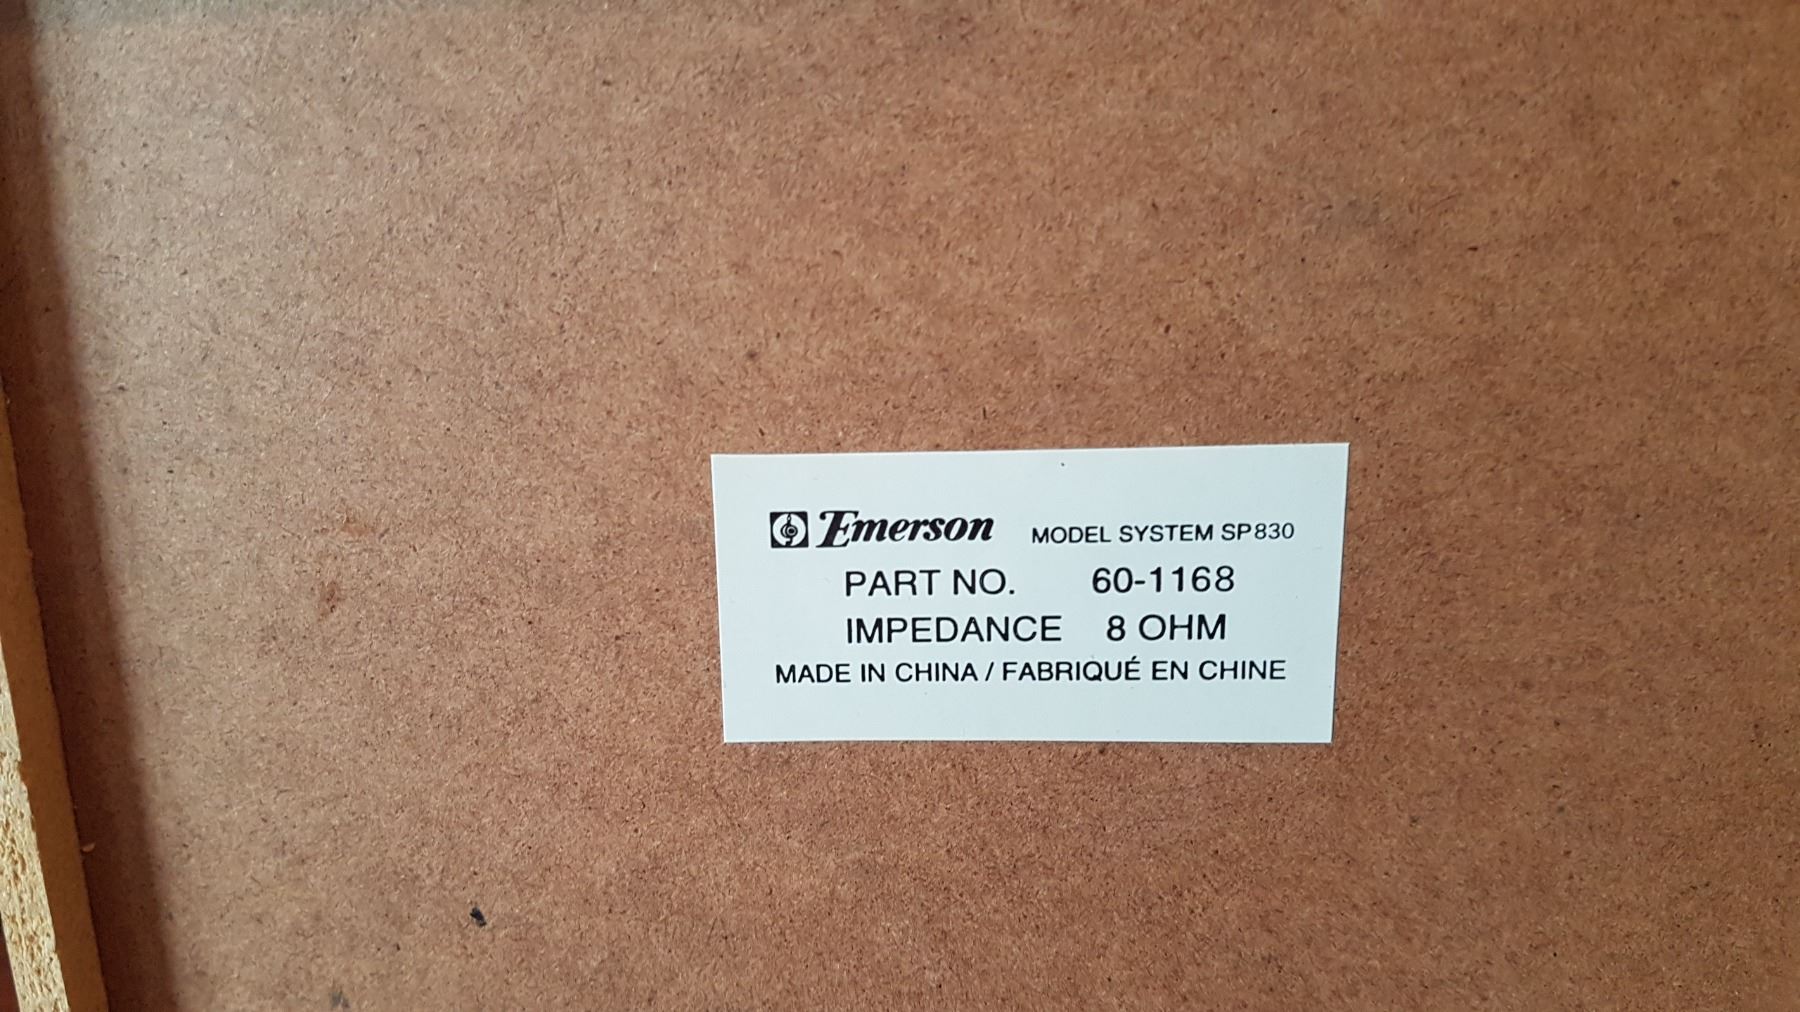 Emerson MODEL SYSTEM SP830
PART NO. 60-1168
IMPEDANCE 8 OHM
MADE IN CHINA / FABRIQUÉ EN CHINE